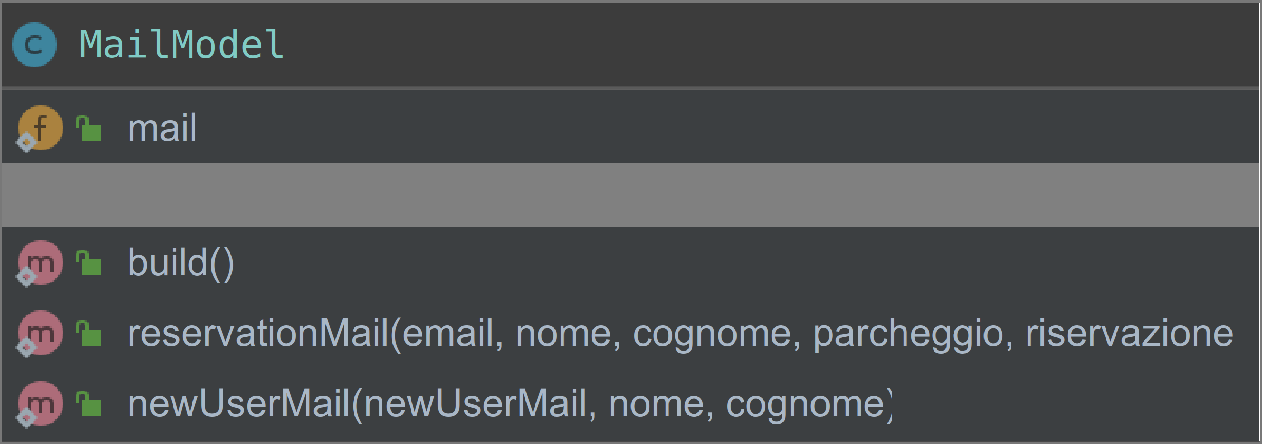 C MailModel
f mail
m build()
m reservationMail(email, nome, cognome, parcheggio, riservazione
m newUserMail(newUserMail, nome, cognome)